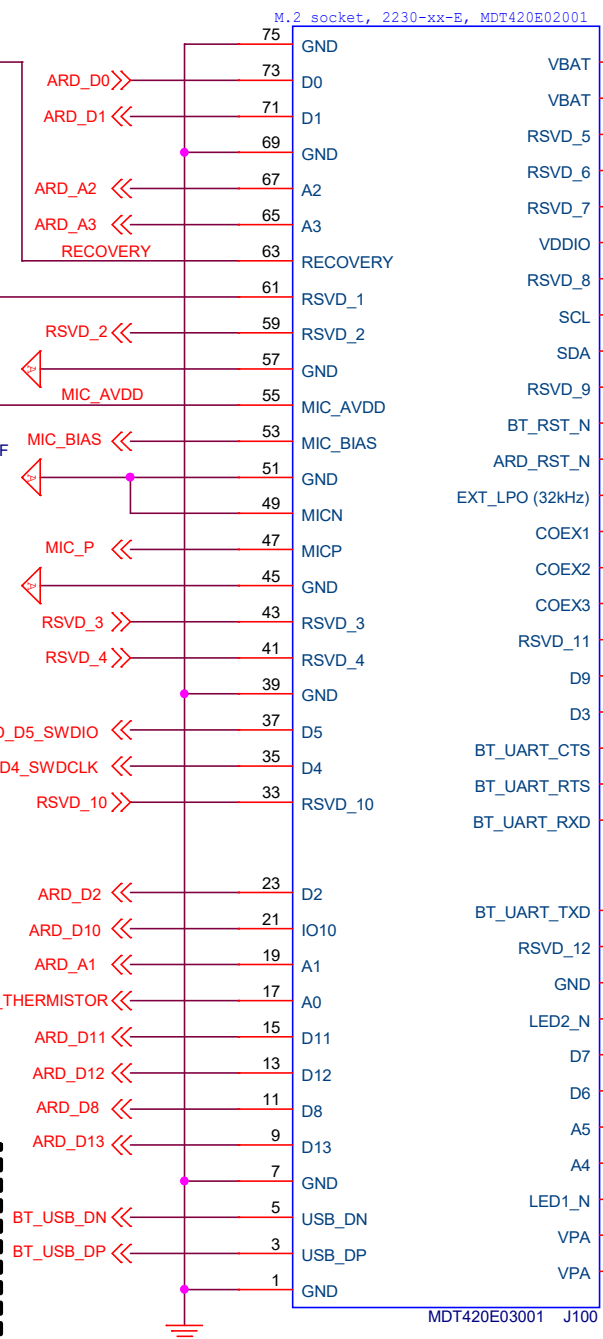 M.2 socket, 2230-xx-E, MDT420E02001
75 GND
VBAT
ARD_D0 73 D0
VBAT
ARD_D1 71 D1
RSVD_5
69 GND
RSVD_6
ARD_A2 67 A2
RSVD_7
ARD_A3 65 A3
VDDIO
RECOVERY 63 RECOVERY
RSVD_8
61 RSVD_1
SCL
RSVD_2 59 RSVD_2
SDA
A 57 GND
RSVD_9
MIC_AVDD 55 MIC_AVDD
BT_RST_N
F MIC_BIAS 53 MIC_BIAS
ARD_RST_N
A 51 GND
EXT_LPO (32kHz)
49 MICN
COEX1
MIC_P 47 MICP
COEX2
A 45 GND
COEX3
RSVD_3 43 RSVD_3
RSVD_11
RSVD_4 41 RSVD_4
D9
39 GND
D3
D_D5_SWDIO 37 D5
BT_UART_CTS
D4_SWDCLK 35 D4
BT_UART_RTS
RSVD_10 33 RSVD_10
BT_UART_RXD
ARD_D2 23 D2
BT_UART_TXD
ARD_D10 21 IO10
RSVD_12
ARD_A1 19 A1
GND
_THERMISTOR 17 A0
LED2_N
ARD_D11 15 D11
D7
ARD_D12 13 D12
D6
ARD_D8 11 D8
A5
ARD_D13 9 D13
A4
7 GND
LED1_N
BT_USB_DN 5 USB_DN
VPA
BT_USB_DP 3 USB_DP
VPA
1 GND
MDT420E03001 J100